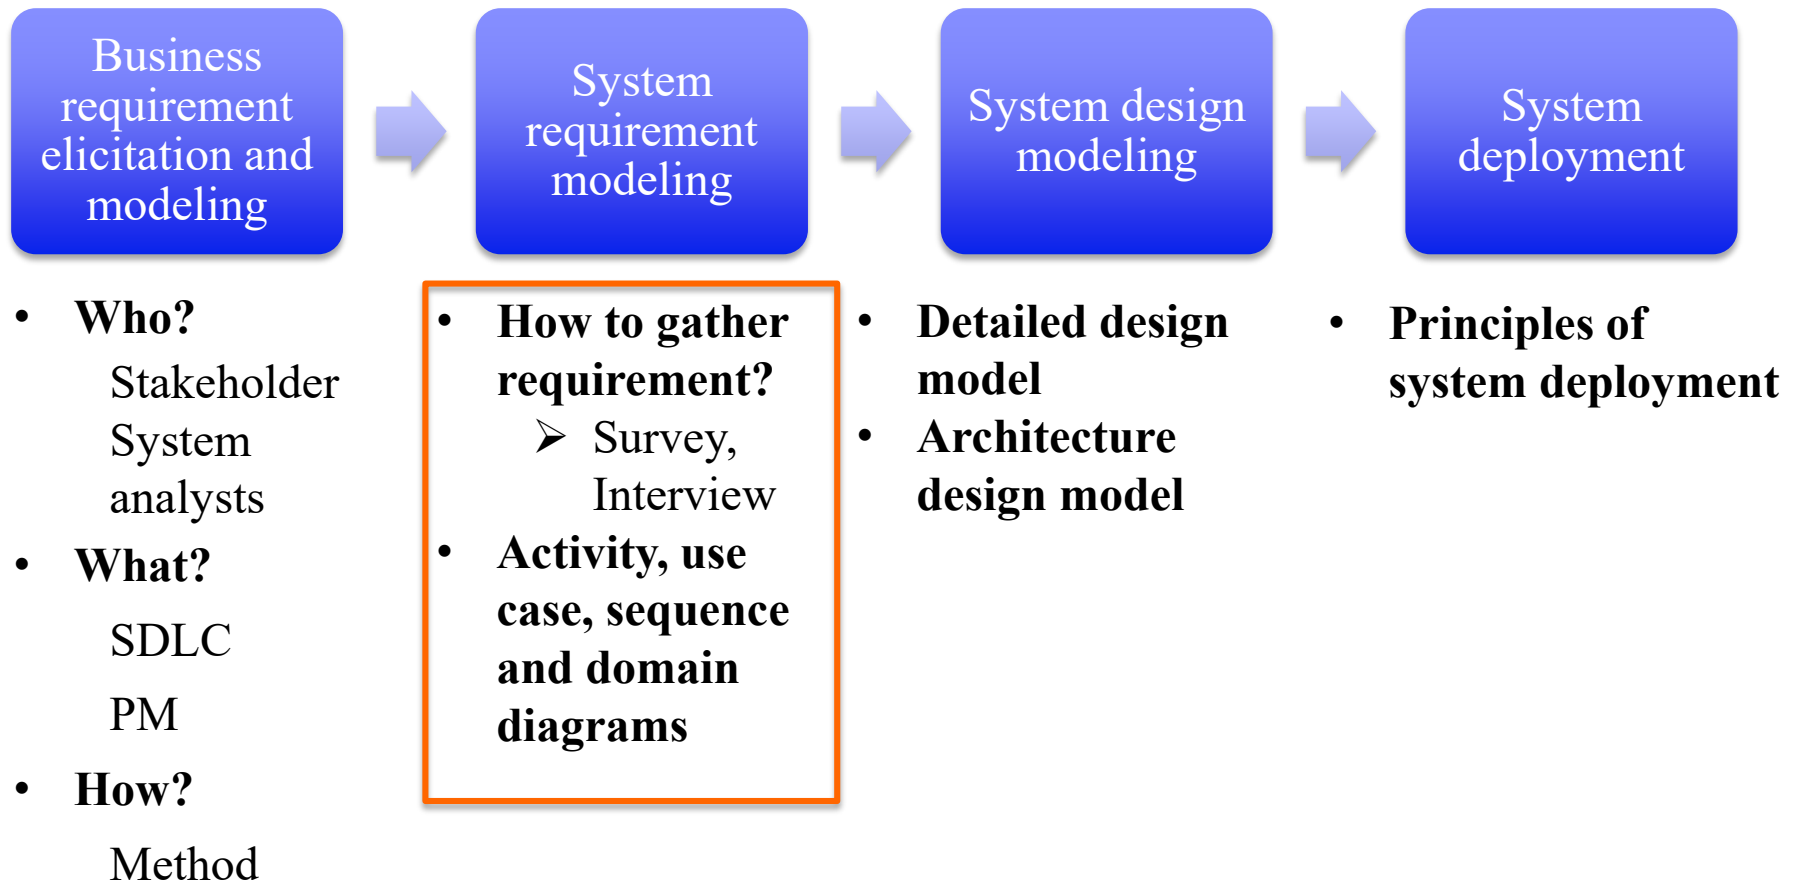 Business
requirement
elicitation and
modeling
System
requirement
modeling
System design
modeling
System
deployment
• Who?
Stakeholder
System
analysts
• What?
SDLC
PM
• How?
Method
• How to gather
requirement?
➢ Survey,
Interview
• Activity, use
case, sequence
and domain
diagrams
• Detailed design
model
• Architecture
design model
• Principles of
system deployment